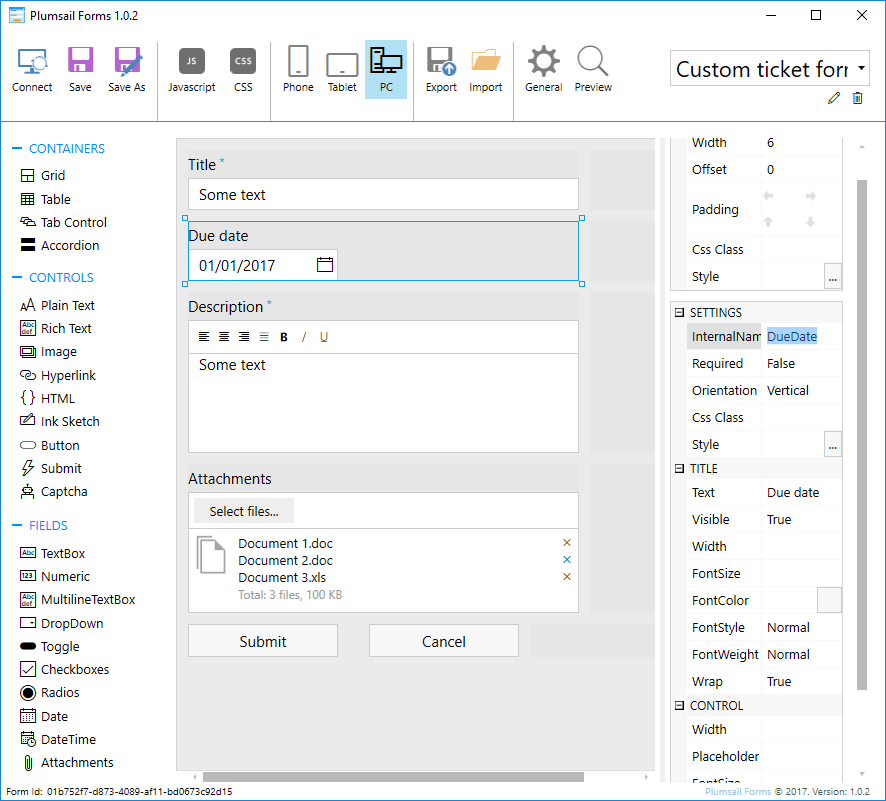 Plumsail Forms 1.0.2
JS
CSS
Connect Save Save As Javascript CSS Phone Tablet PC Export Import General Preview
Custom ticket forr
CONTAINERS
Grid
Table
Tab Control
Accordion
CONTROLS
AA Plain Text
Abc def Rich Text
Image
Hyperlink
{ } HTML
Ink Sketch
Button
Submit
Captcha
FIELDS
Abc TextBox
123 Numeric
Abc def MultilineTextBox
DropDown
Toggle
Checkboxes
Radios
Date
DateTime
Attachments
Title *
Some text
Due date
01/01/2017
Description *
B / U
Some text
Attachments
Select files...
Document 1.doc ×
Document 2.doc ×
Document 3.xls ×
Total: 3 files, 100 KB
Submit Cancel
Width 6
Offset 0
Padding
Css Class
Style ...
SETTINGS
InternalNam DueDate
Required False
Orientation Vertical
Css Class
Style ...
TITLE
Text Due date
Visible True
Width
FontSize
FontColor
FontStyle Normal
FontWeight Normal
Wrap True
CONTROL
Width
Placeholder
FontSize
Form Id: 01b752f7-d873-4089-af11-bd0673c92d15
Plumsail Forms © 2017. Version: 1.0.2